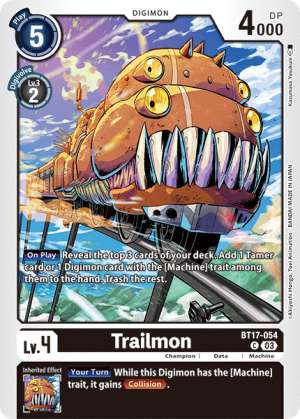 DIGIMON
Play
5
4000
DP
Digivolve
Lv.3
2
On Play Reveal the top 3 cards of your deck. Add 1 Tamer
card or 1 Digimon card with the [Machine] trait among
them to the hand. Trash the rest.
BT17-054
Lv.4
Trailmon
C 03
Champion
Data
Machine
Inherited Effect
Your Turn While this Digimon has the [Machine]
trait, it gains Collision.